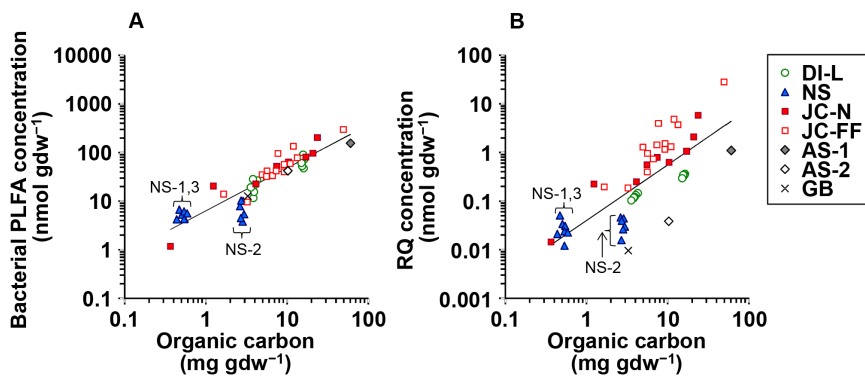 A
Bacterial PLFA concentration
(nmol gdw⁻¹)
10000
1000
100
10
1
0.1
NS-1,3
NS-2
0.1
1
10
100
Organic carbon
(mg gdw⁻¹)
B
RQ concentration
(nmol gdw⁻¹)
100
10
1
0.1
0.01
0.001
NS-1,3
NS-2
0.1
1
10
100
Organic carbon
(mg gdw⁻¹)
DI-L
NS
JC-N
JC-FF
AS-1
AS-2
GB